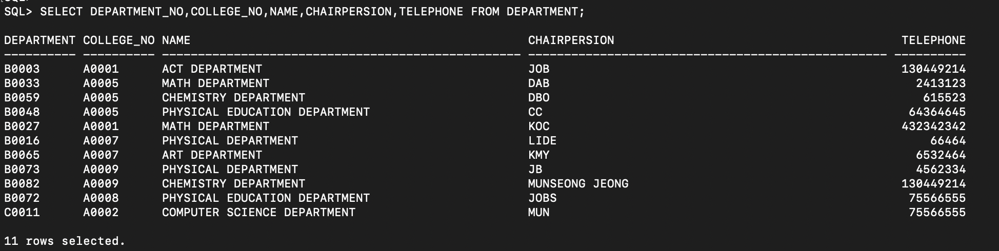 SQL> SELECT DEPARTMENT_NO,COLLEGE_NO,NAME,CHAIRPERSION,TELEPHONE FROM DEPARTMENT;
DEPARTMENT COLLEGE_NO NAME CHAIRPERSION TELEPHONE
---------- ---------- -------------------------------------------------- -------------------------------------------------- ----------
B0003 A0001 ACT DEPARTMENT JOB 130449214
B0033 A0005 MATH DEPARTMENT DAB 2413123
B0059 A0005 CHEMISTRY DEPARTMENT DBO 615523
B0048 A0005 PHYSICAL EDUCATION DEPARTMENT CC 64364645
B0027 A0001 MATH DEPARTMENT KOC 432342342
B0016 A0007 PHYSICAL DEPARTMENT LIDE 66464
B0065 A0007 ART DEPARTMENT KMY 6532464
B0073 A0009 PHYSICAL DEPARTMENT JB 4562334
B0082 A0009 CHEMISTRY DEPARTMENT MUNSEONG JEONG 130449214
B0072 A0008 PHYSICAL EDUCATION DEPARTMENT JOBS 75566555
C0011 A0002 COMPUTER SCIENCE DEPARTMENT MUN 75566555
11 rows selected.